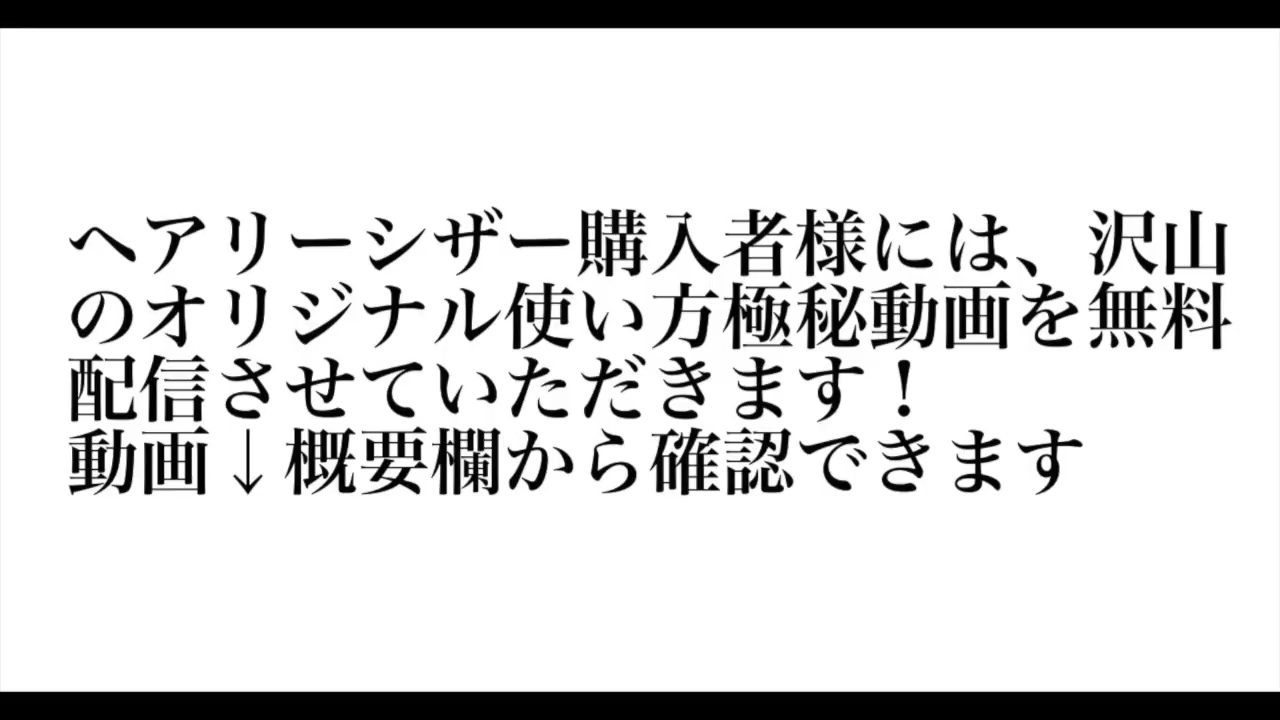 ヘアリーシザー購入者様には、沢山
のオリジナル使い方極秘動画を無料
配信させていただきます！
動画↓概要欄から確認できます